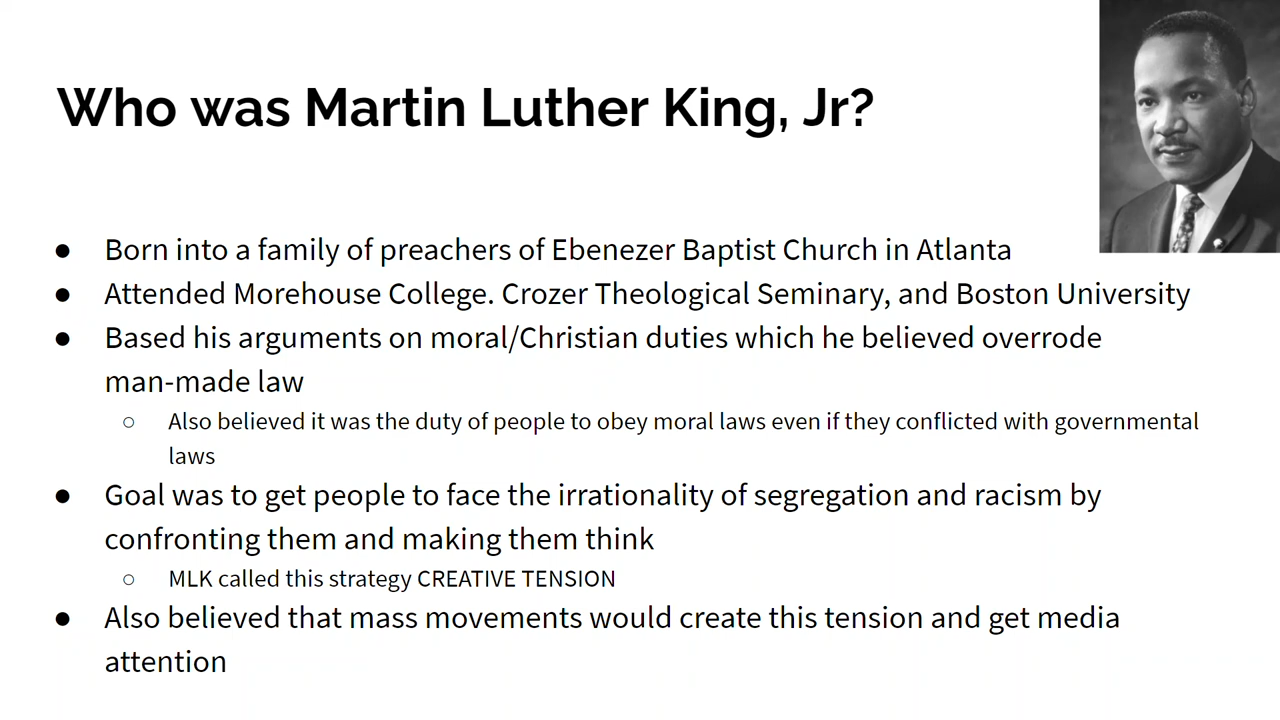 Who was Martin Luther King, Jr?
● Born into a family of preachers of Ebenezer Baptist Church in Atlanta
● Attended Morehouse College. Crozer Theological Seminary, and Boston University
● Based his arguments on moral/Christian duties which he believed overrode
man-made law
○ Also believed it was the duty of people to obey moral laws even if they conflicted with governmental
laws
● Goal was to get people to face the irrationality of segregation and racism by
confronting them and making them think
○ MLK called this strategy CREATIVE TENSION
● Also believed that mass movements would create this tension and get media
attention